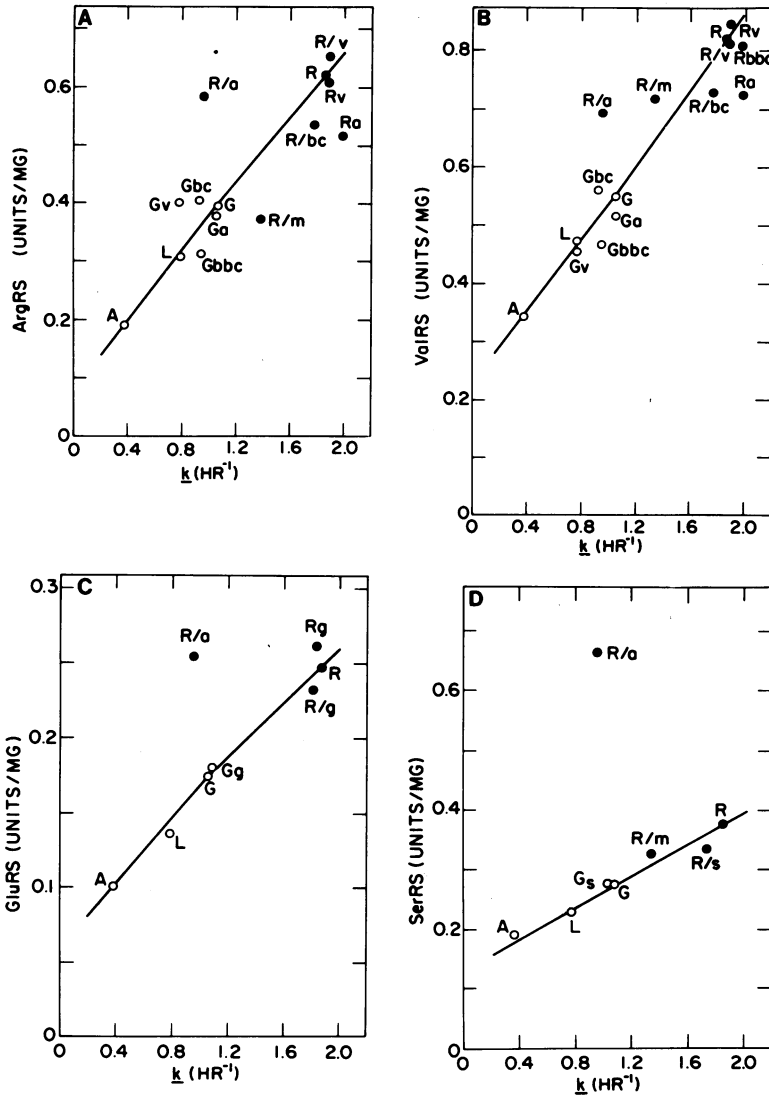 A
ArgRS (UNITS/MG)
0.6
0.4
0.2
0
R/v
R
Rv
R/a
Ra
R/bc
Gbc
Gv
G
Ga
R/m
L
Gbbc
A
0 0.4 0.8 1.2 1.6 2.0
k (HR⁻¹)
B
ValRS (UNITS/MG)
0.8
0.6
0.4
0.2
0
R
Rv
R/v
Rbbc
R/m
R/a
R/bc
Ra
Gbc
G
Ga
L
Gv
Gbbc
A
0 0.4 0.8 1.2 1.6 2.0
k (HR⁻¹)
C
GluRS (UNITS/MG)
0.3
0.2
0.1
0
R/a
Rg
R
R/g
Gg
G
L
A
0 0.4 0.8 1.2 1.6 2.0
k (HR⁻¹)
D
SerRS (UNITS/MG)
0.6
0.4
0.2
0
R/a
R
R/m
R/s
Gs
G
A
L
0 0.4 0.8 1.2 1.6 2.0
k (HR⁻¹)